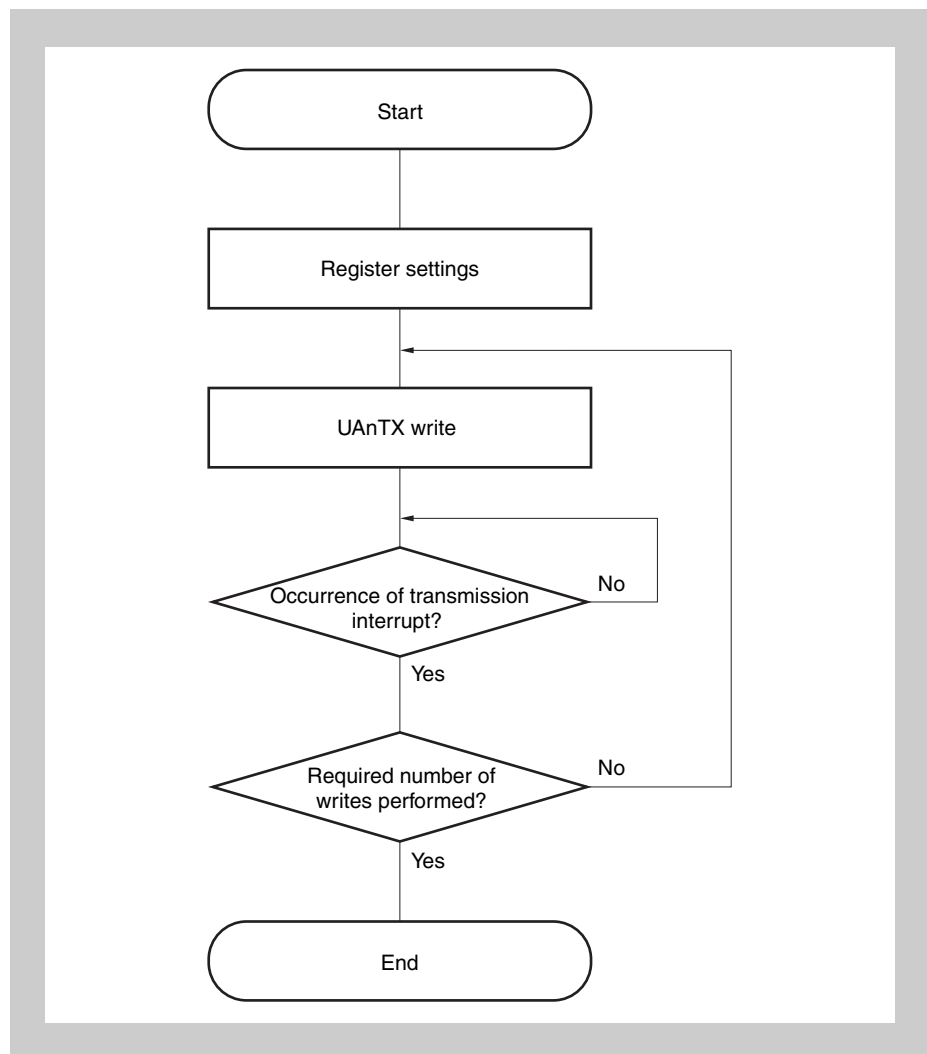 Start
Register settings
UAnTX write
Occurrence of transmission
interrupt?
No
Yes
Required number of
writes performed?
No
Yes
End